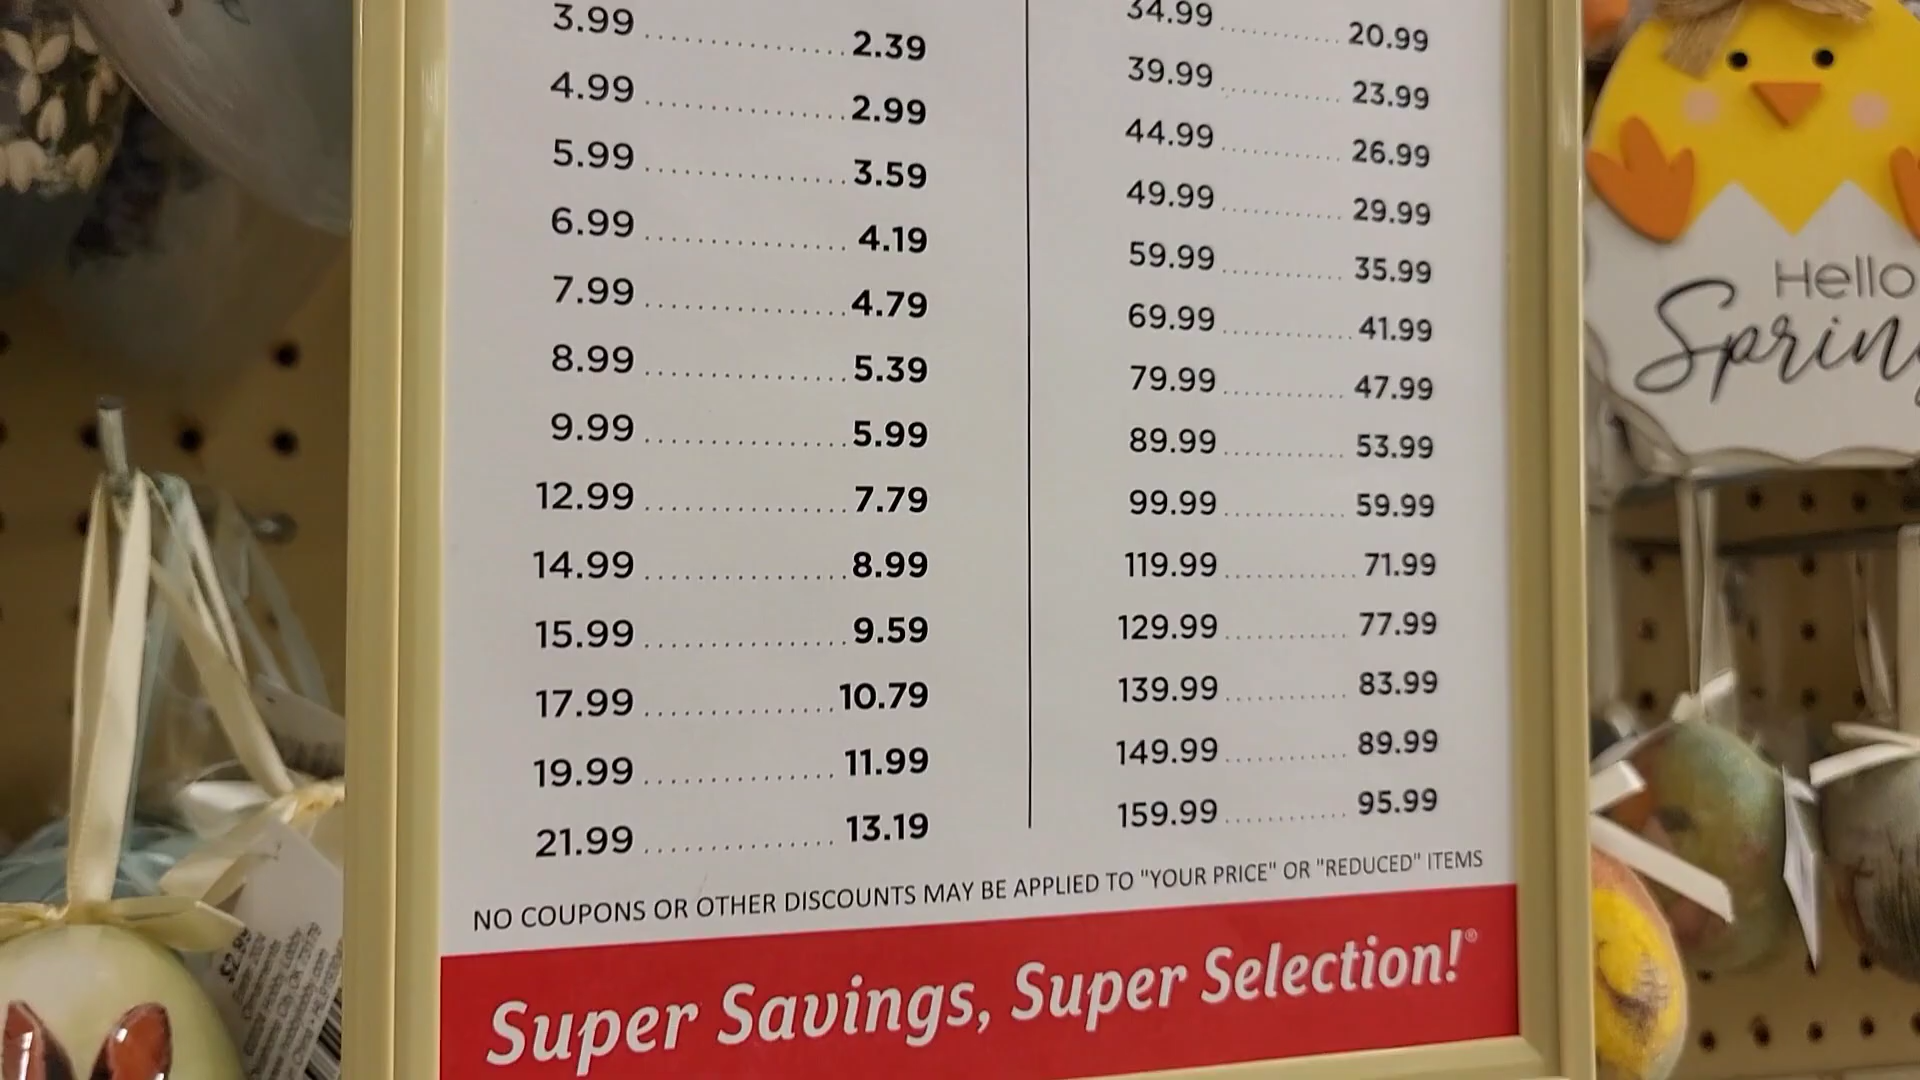 3.99 ............... 2.39
4.99 ............... 2.99
5.99 ............... 3.59
6.99 ............... 4.19
7.99 ............... 4.79
8.99 ............... 5.39
9.99 ............... 5.99
12.99 ............... 7.79
14.99 ............... 8.99
15.99 ............... 9.59
17.99 .............. 10.79
19.99 .............. 11.99
21.99 .............. 13.19
34.99 ............ 20.99
39.99 ............ 23.99
44.99 ............ 26.99
49.99 ............ 29.99
59.99 ............ 35.99
69.99 ............ 41.99
79.99 ............ 47.99
89.99 ............ 53.99
99.99 ............ 59.99
119.99 ............ 71.99
129.99 ............ 77.99
139.99 ............ 83.99
149.99 ............ 89.99
159.99 ............ 95.99
NO COUPONS OR OTHER DISCOUNTS MAY BE APPLIED TO "YOUR PRICE" OR "REDUCED" ITEMS
Super Savings, Super Selection!®
Hello
Spring
$2.99